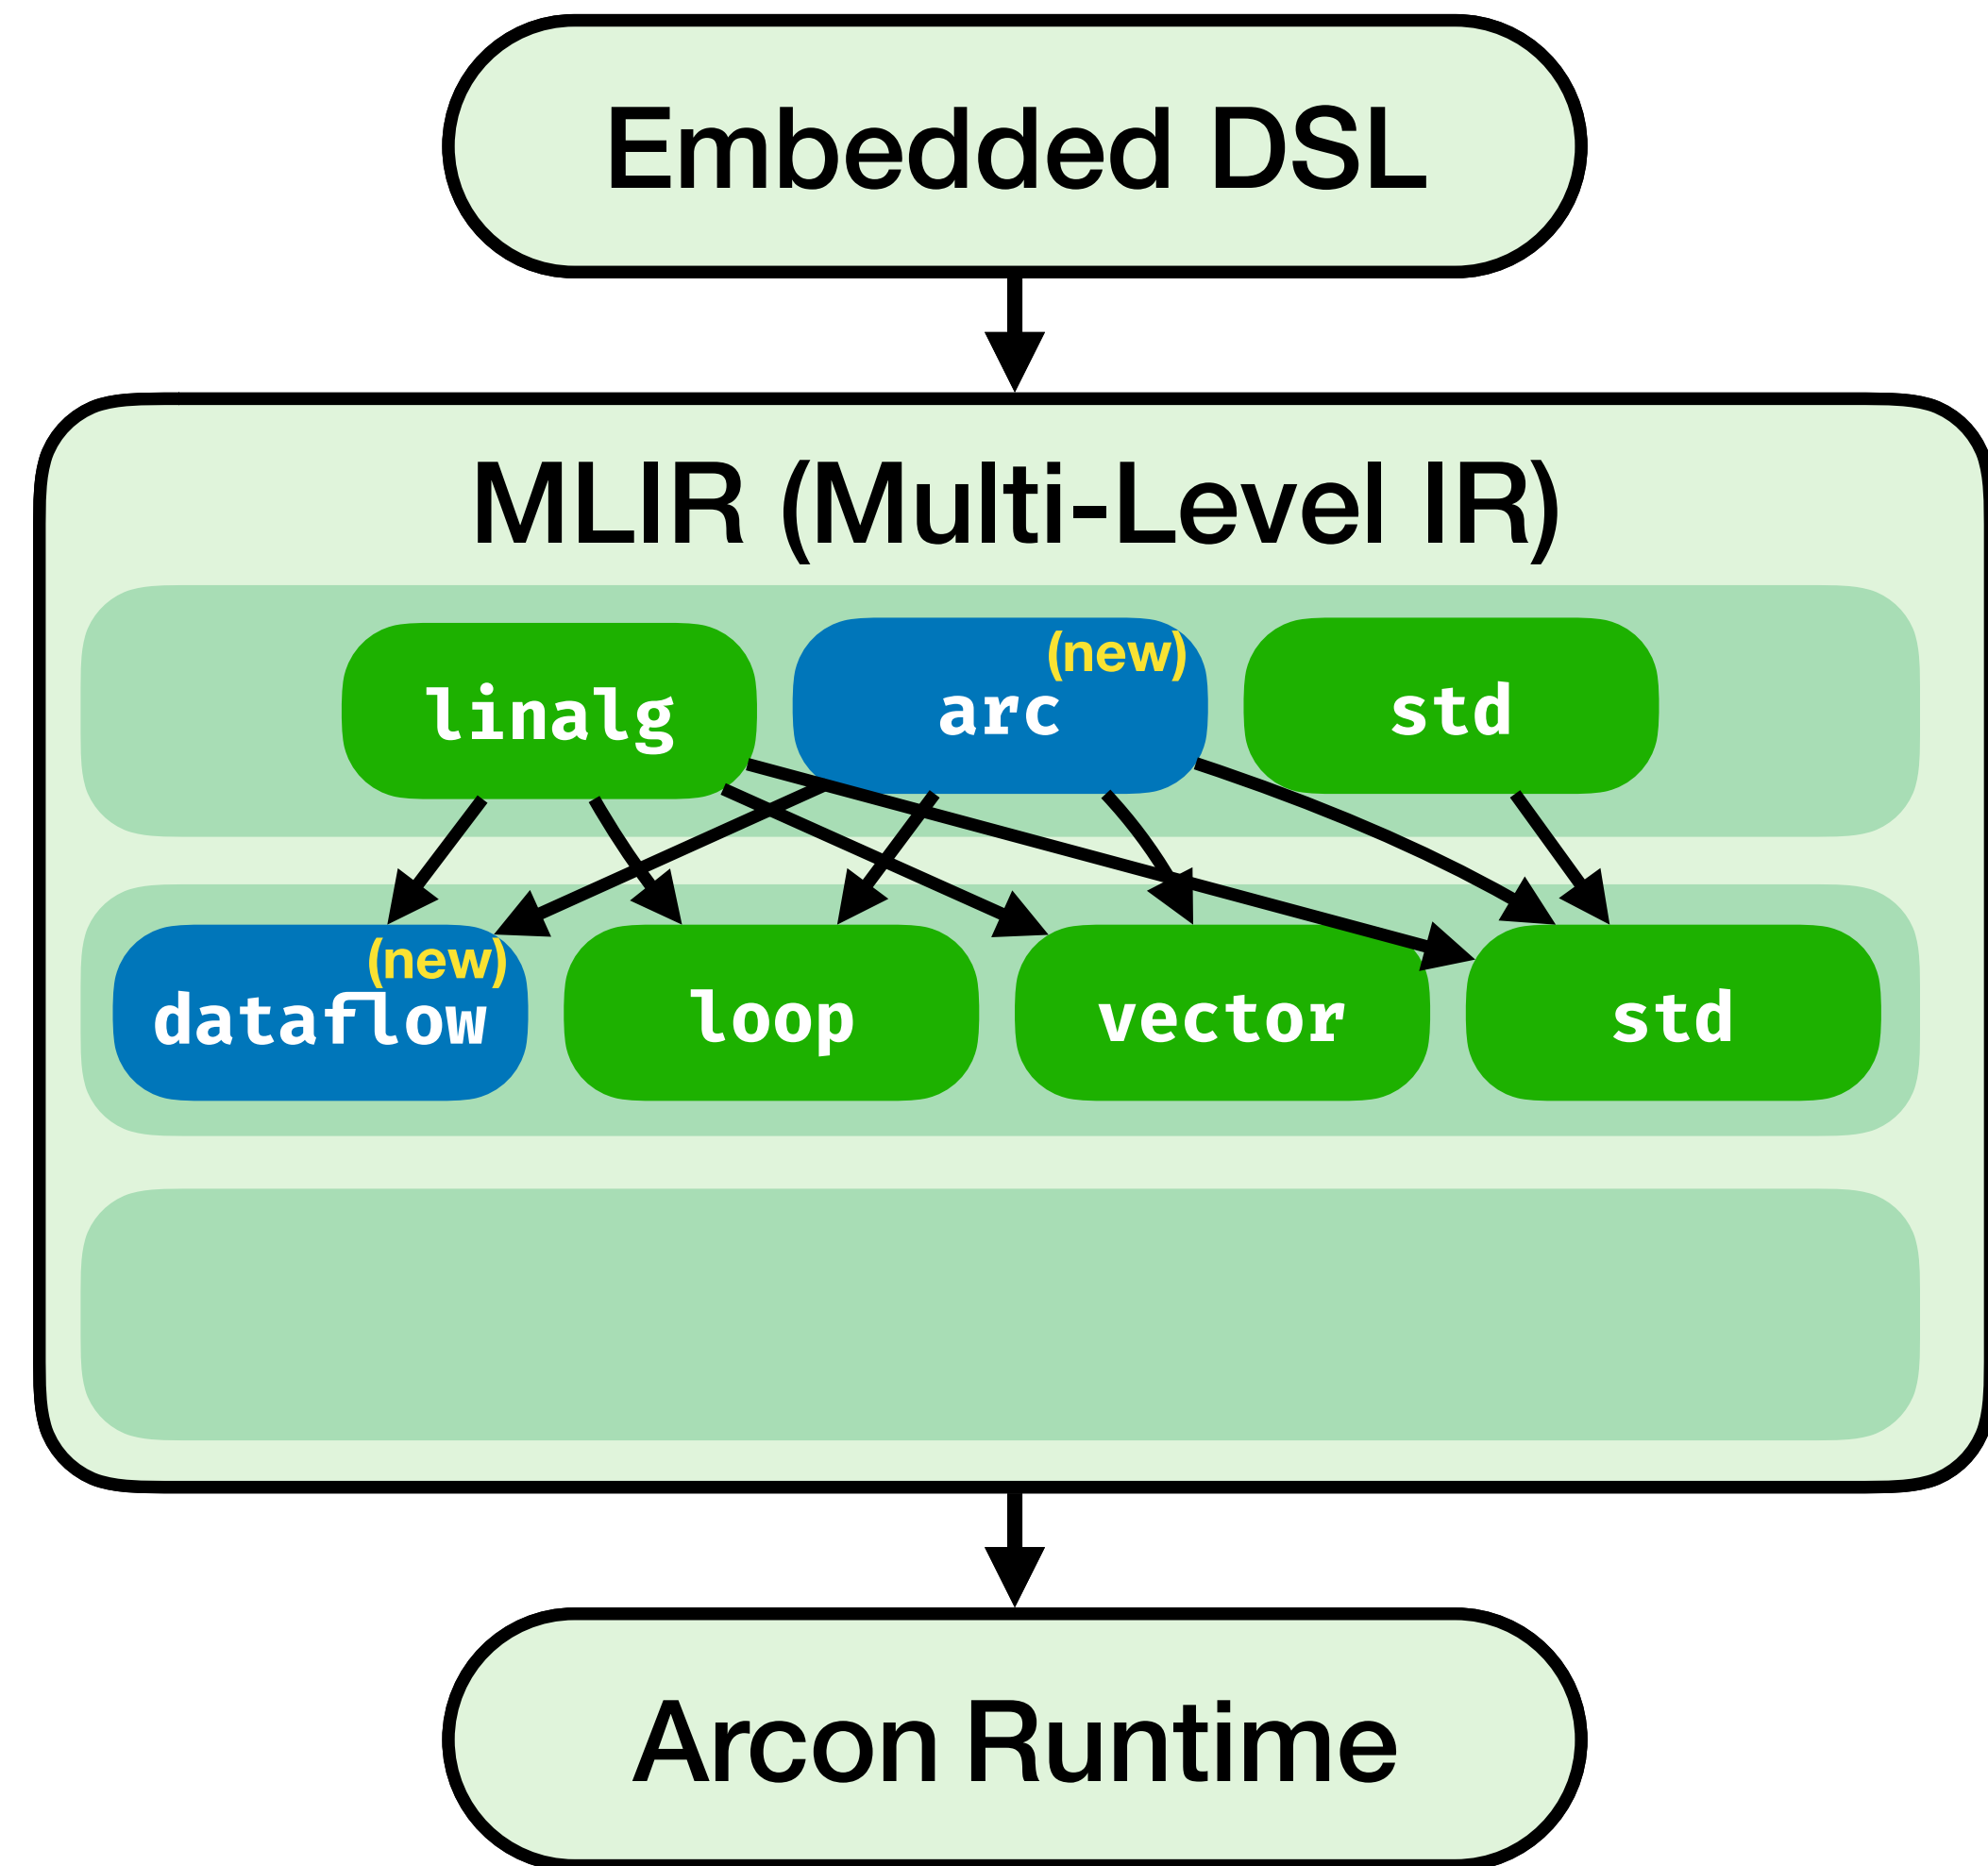 Embedded DSL
MLIR (Multi-Level IR)
linalg
(new)
arc
std
(new)
dataflow
loop
vector
std
Arcon Runtime